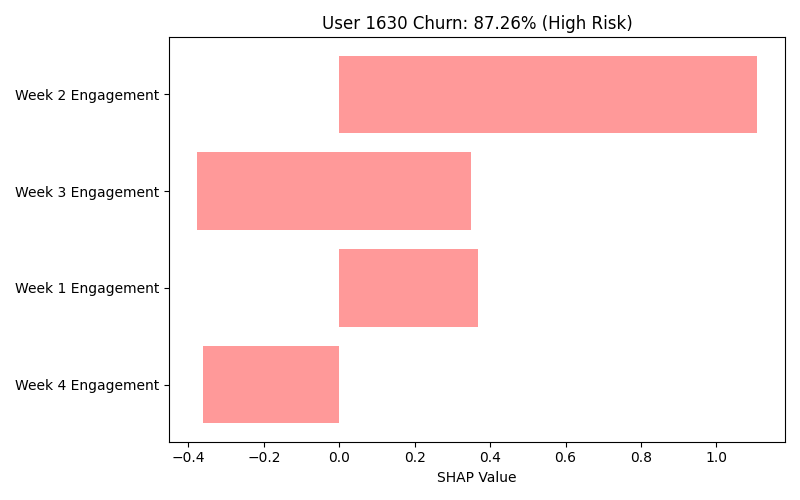 User 1630 Churn: 87.26% (High Risk)
Week 2 Engagement
Week 3 Engagement
Week 1 Engagement
Week 4 Engagement
−0.4 −0.2 0.0 0.2 0.4 0.6 0.8 1.0
SHAP Value